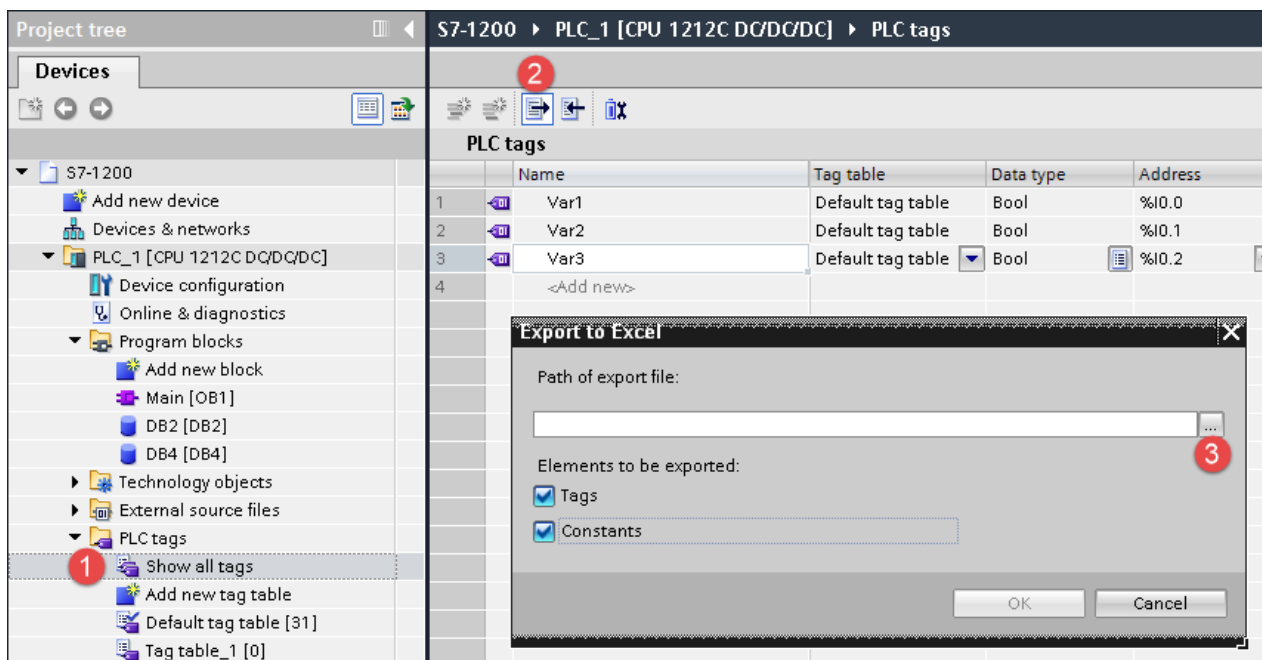 Project tree
Devices
S7-1200
Add new device
Devices & networks
PLC_1 [CPU 1212C DC/DC/DC]
Device configuration
Online & diagnostics
Program blocks
Add new block
Main [OB1]
DB2 [DB2]
DB4 [DB4]
Technology objects
External source files
PLC tags
1 Show all tags
Add new tag table
Default tag table [31]
Tag table_1 [0]
S7-1200 PLC_1 [CPU 1212C DC/DC/DC] PLC tags
2
PLC tags
Name Tag table Data type Address
1 Var1 Default tag table Bool %I0.0
2 Var2 Default tag table Bool %I0.1
3 Var3 Default tag table Bool %I0.2
4 <Add new>
Export to Excel
Path of export file:
...
3
Elements to be exported:
Tags
Constants
OK Cancel